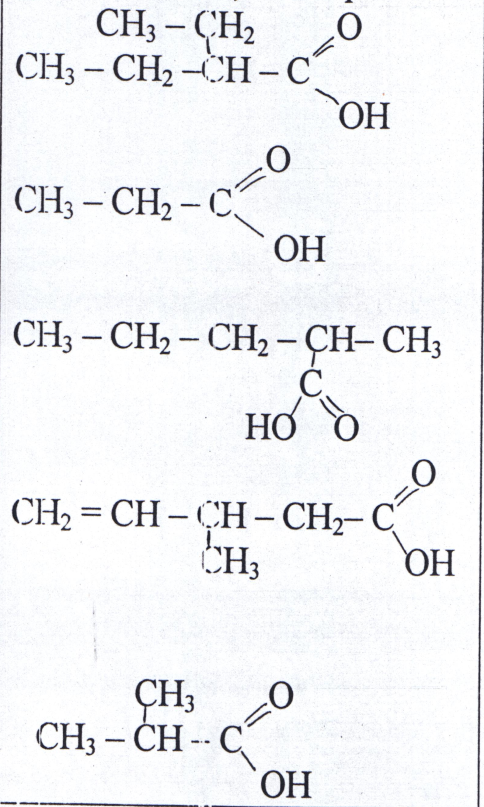 CH₃ – CH₂
CH₃ – CH₂ – CH – C
O
OH
CH₃ – CH₂ – C
O
OH
CH₃ – CH₂ – CH₂ – CH – CH₃
C
HO O
CH₂ = CH – CH – CH₂ – C
O
OH
CH₃
CH₃
CH₃ – CH – C
O
OH